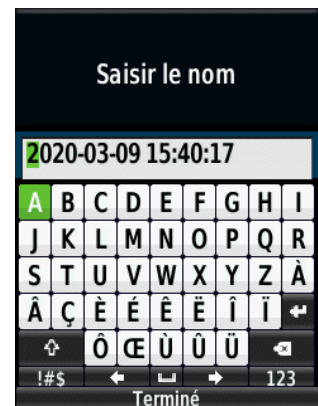 Saisir le nom
2020-03-09 15:40:17
A B C D E F G H I
J K L M N O P Q R
S T U V W X Y Z À
Â Ç È É Ê Ë Î Ï
Ô Œ Ù Û Ü
!#$ 123
Terminé